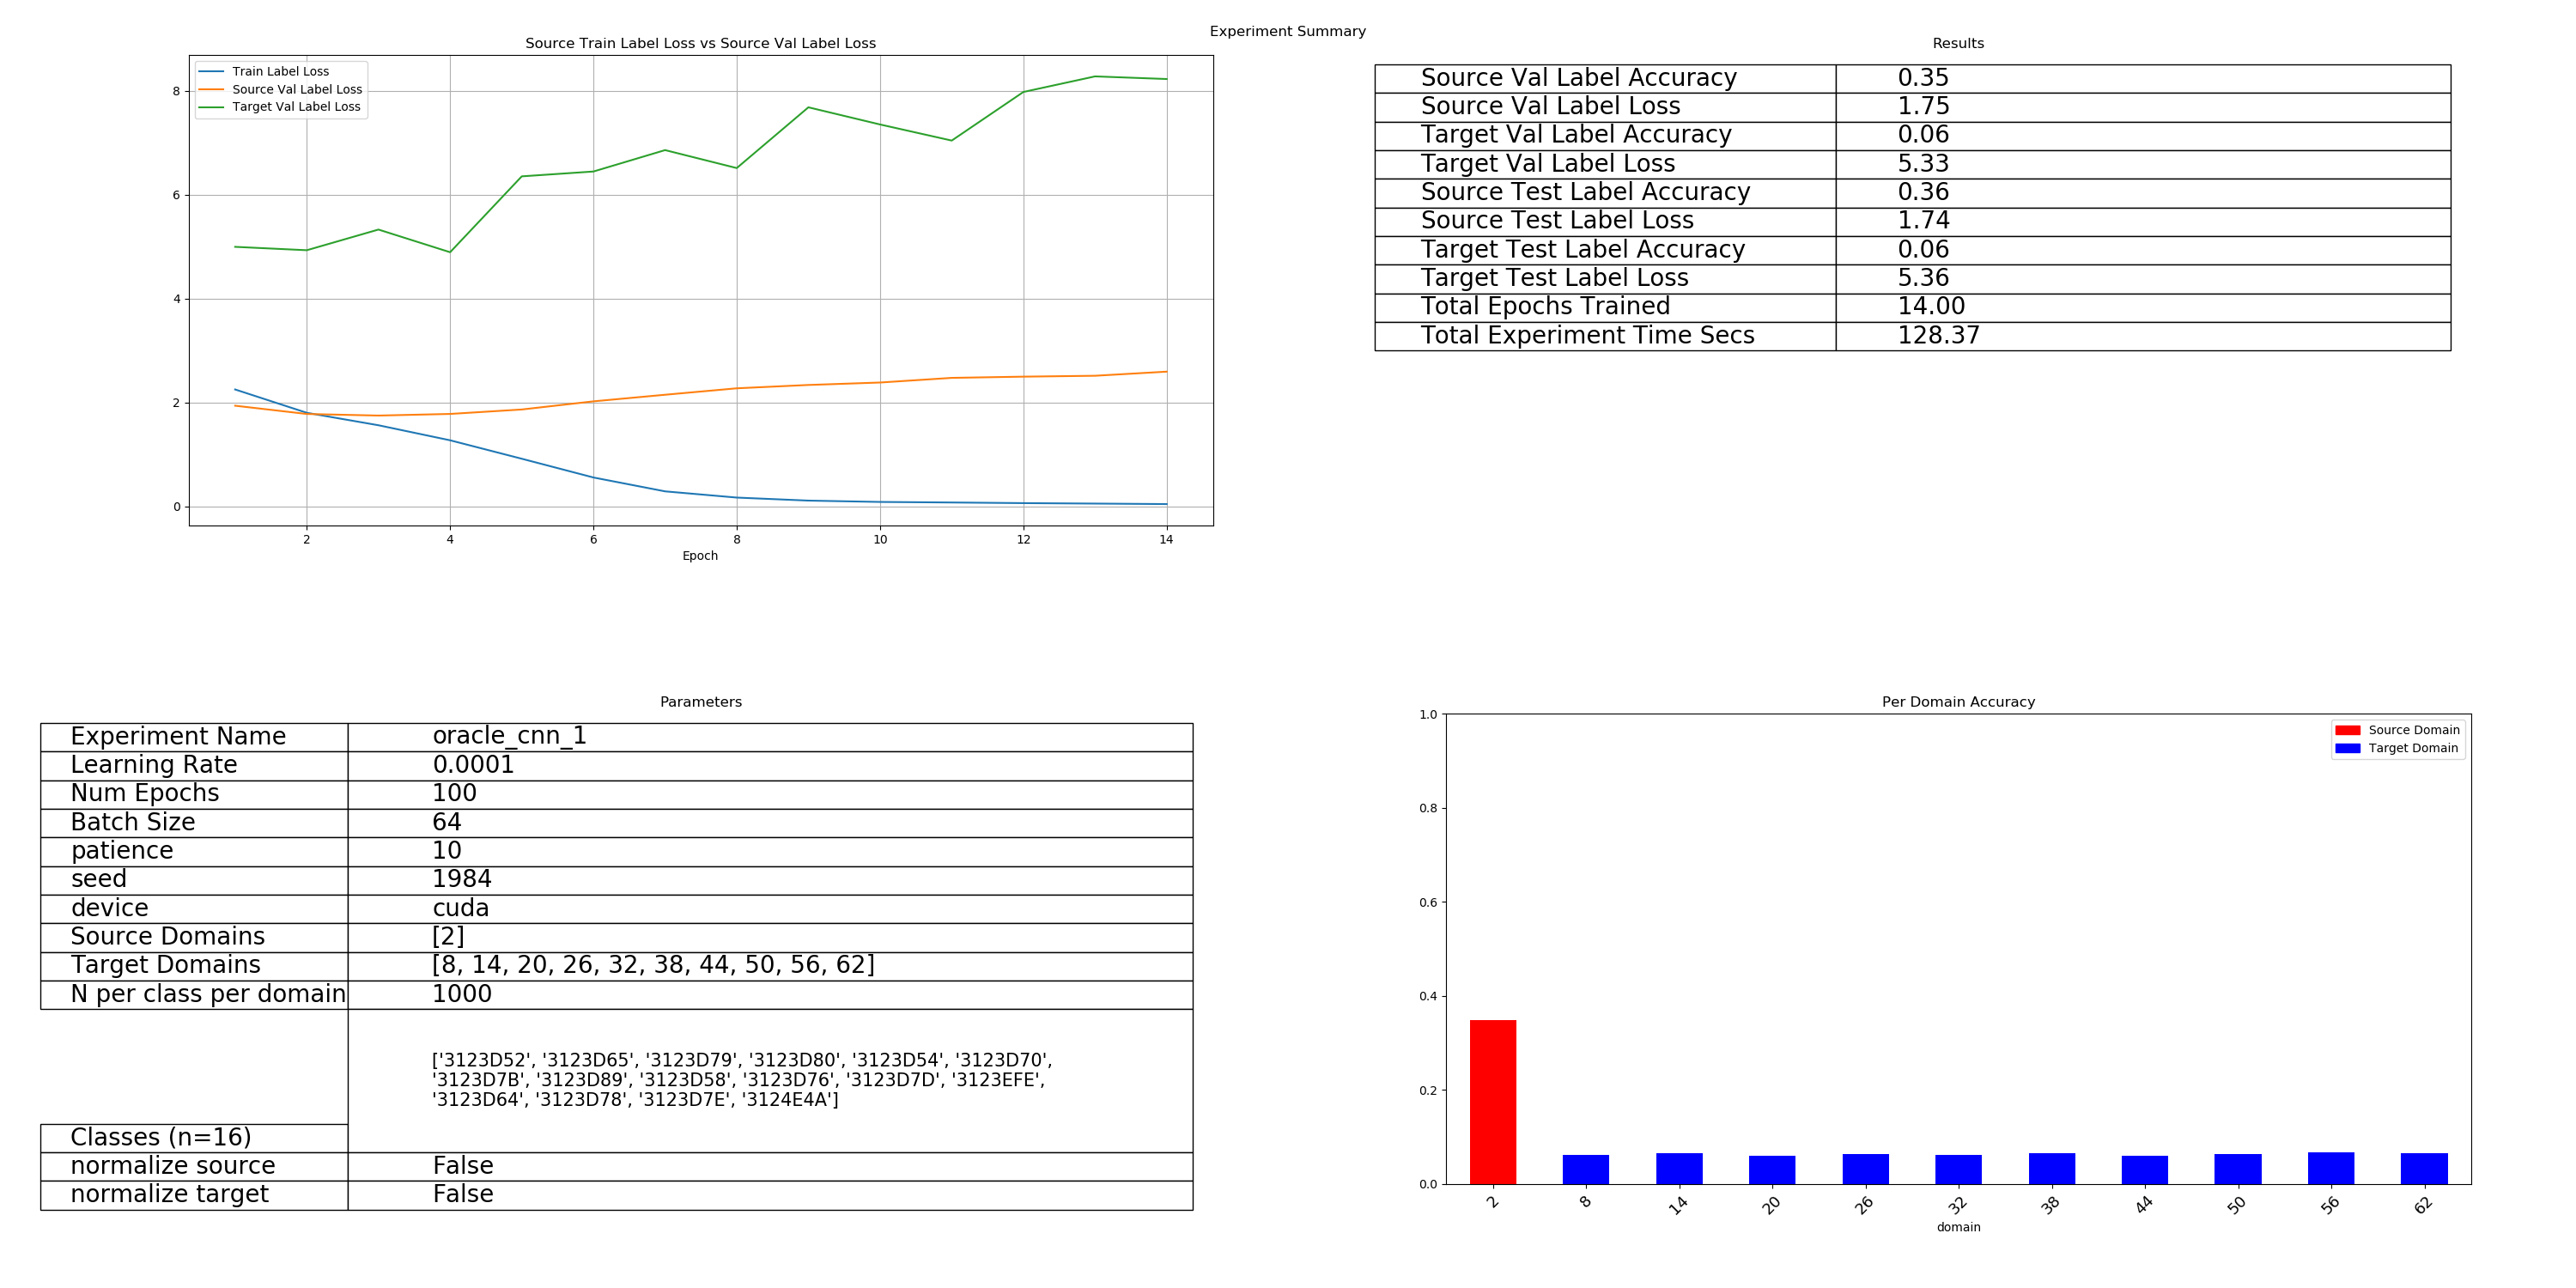 Experiment Summary
Source Train Label Loss vs Source Val Label Loss
Train Label Loss
Source Val Label Loss
Target Val Label Loss
8
6
4
2
0
2 4 6 8 10 12 14
Epoch
Results
Source Val Label Accuracy 0.35
Source Val Label Loss 1.75
Target Val Label Accuracy 0.06
Target Val Label Loss 5.33
Source Test Label Accuracy 0.36
Source Test Label Loss 1.74
Target Test Label Accuracy 0.06
Target Test Label Loss 5.36
Total Epochs Trained 14.00
Total Experiment Time Secs 128.37
Parameters
Experiment Name oracle_cnn_1
Learning Rate 0.0001
Num Epochs 100
Batch Size 64
patience 10
seed 1984
device cuda
Source Domains [2]
Target Domains [8, 14, 20, 26, 32, 38, 44, 50, 56, 62]
N per class per domain 1000
['3123D52', '3123D65', '3123D79', '3123D80', '3123D54', '3123D70',
'3123D7B', '3123D89', '3123D58', '3123D76', '3123D7D', '3123EFE',
'3123D64', '3123D78', '3123D7E', '3124E4A']
Classes (n=16)
normalize source False
normalize target False
Per Domain Accuracy
Source Domain
Target Domain
1.0
0.8
0.6
0.4
0.2
0.0
2 8 14 20 26 32 38 44 50 56 62
domain